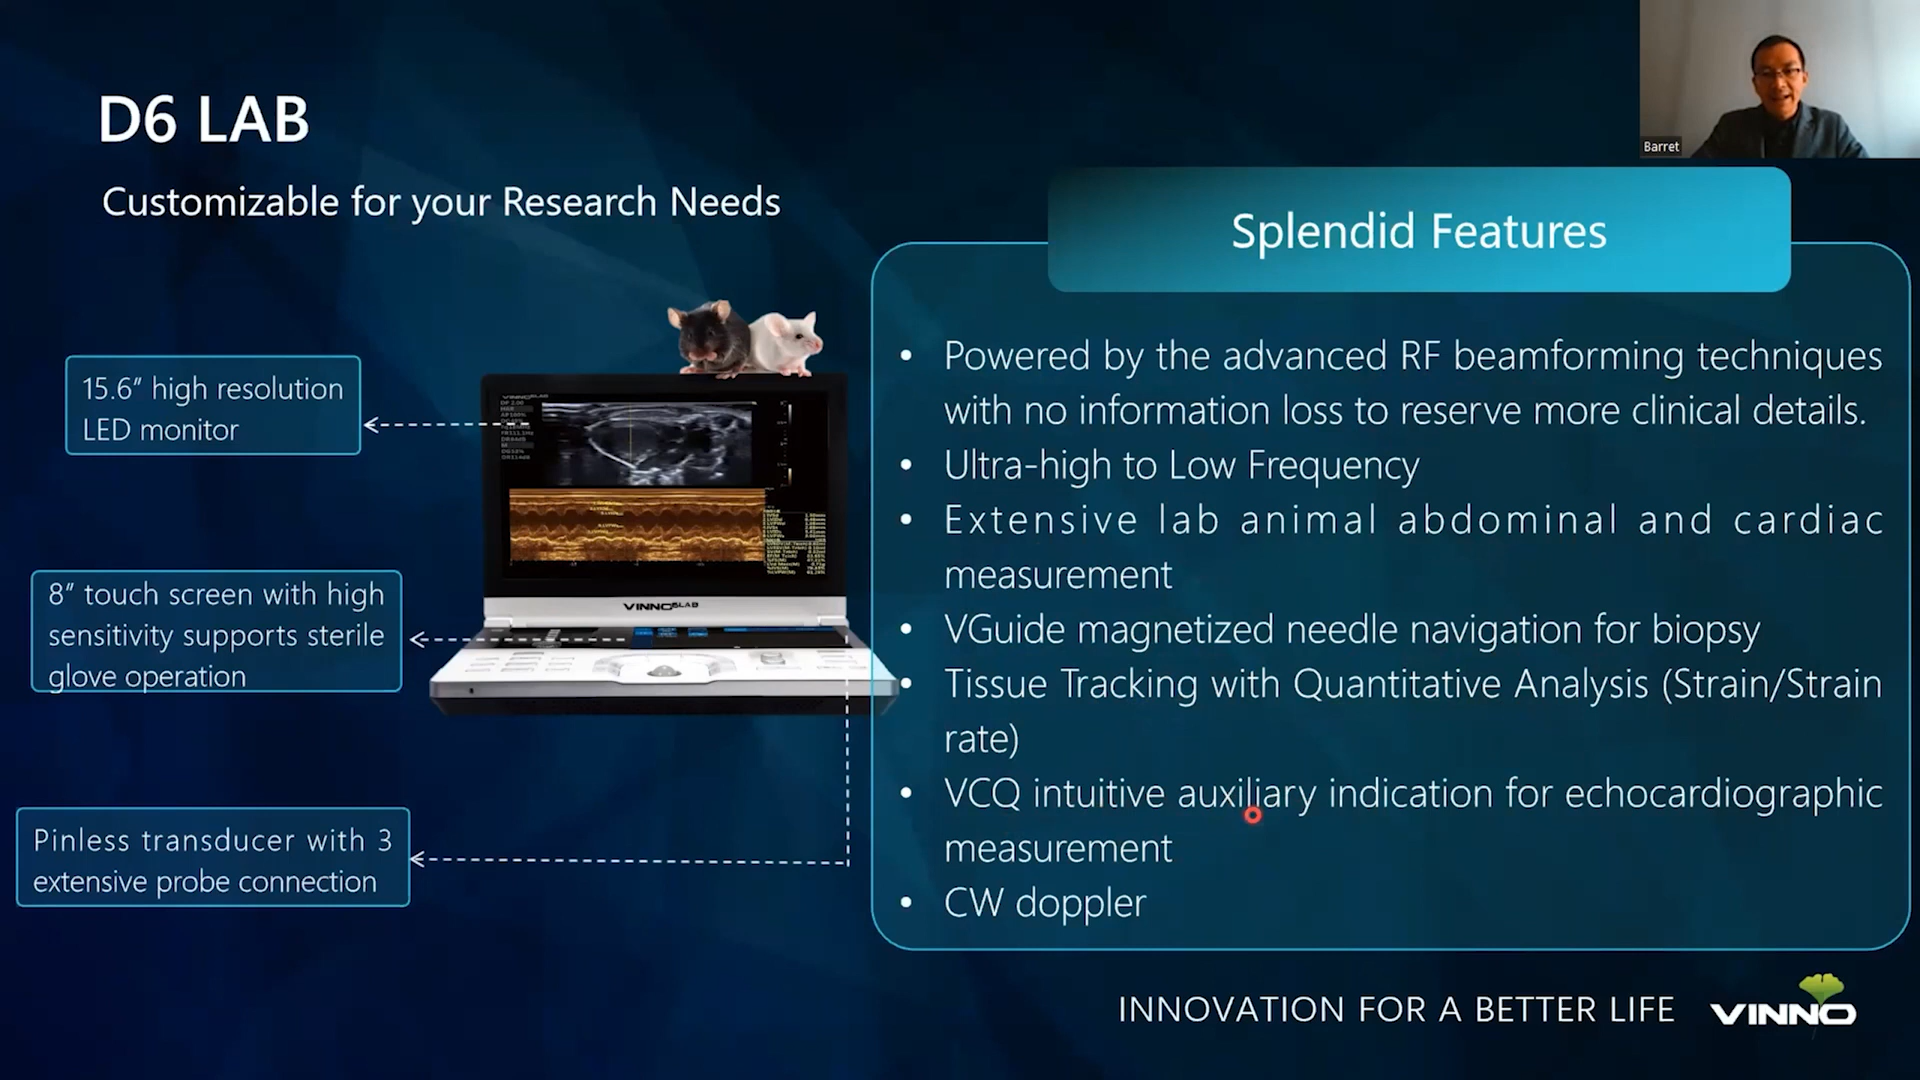 D6 LAB
Customizable for your Research Needs
Barret
Splendid Features
15.6″ high resolution
LED monitor
8″ touch screen with high
sensitivity supports sterile
glove operation
Pinless transducer with 3
extensive probe connection
VINNO 6LAB
• Powered by the advanced RF beamforming techniques
with no information loss to reserve more clinical details.
• Ultra-high to Low Frequency
• Extensive lab animal abdominal and cardiac
measurement
• VGuide magnetized needle navigation for biopsy
• Tissue Tracking with Quantitative Analysis (Strain/Strain
rate)
• VCQ intuitive auxiliary indication for echocardiographic
measurement
• CW doppler
INNOVATION FOR A BETTER LIFE
VINNO